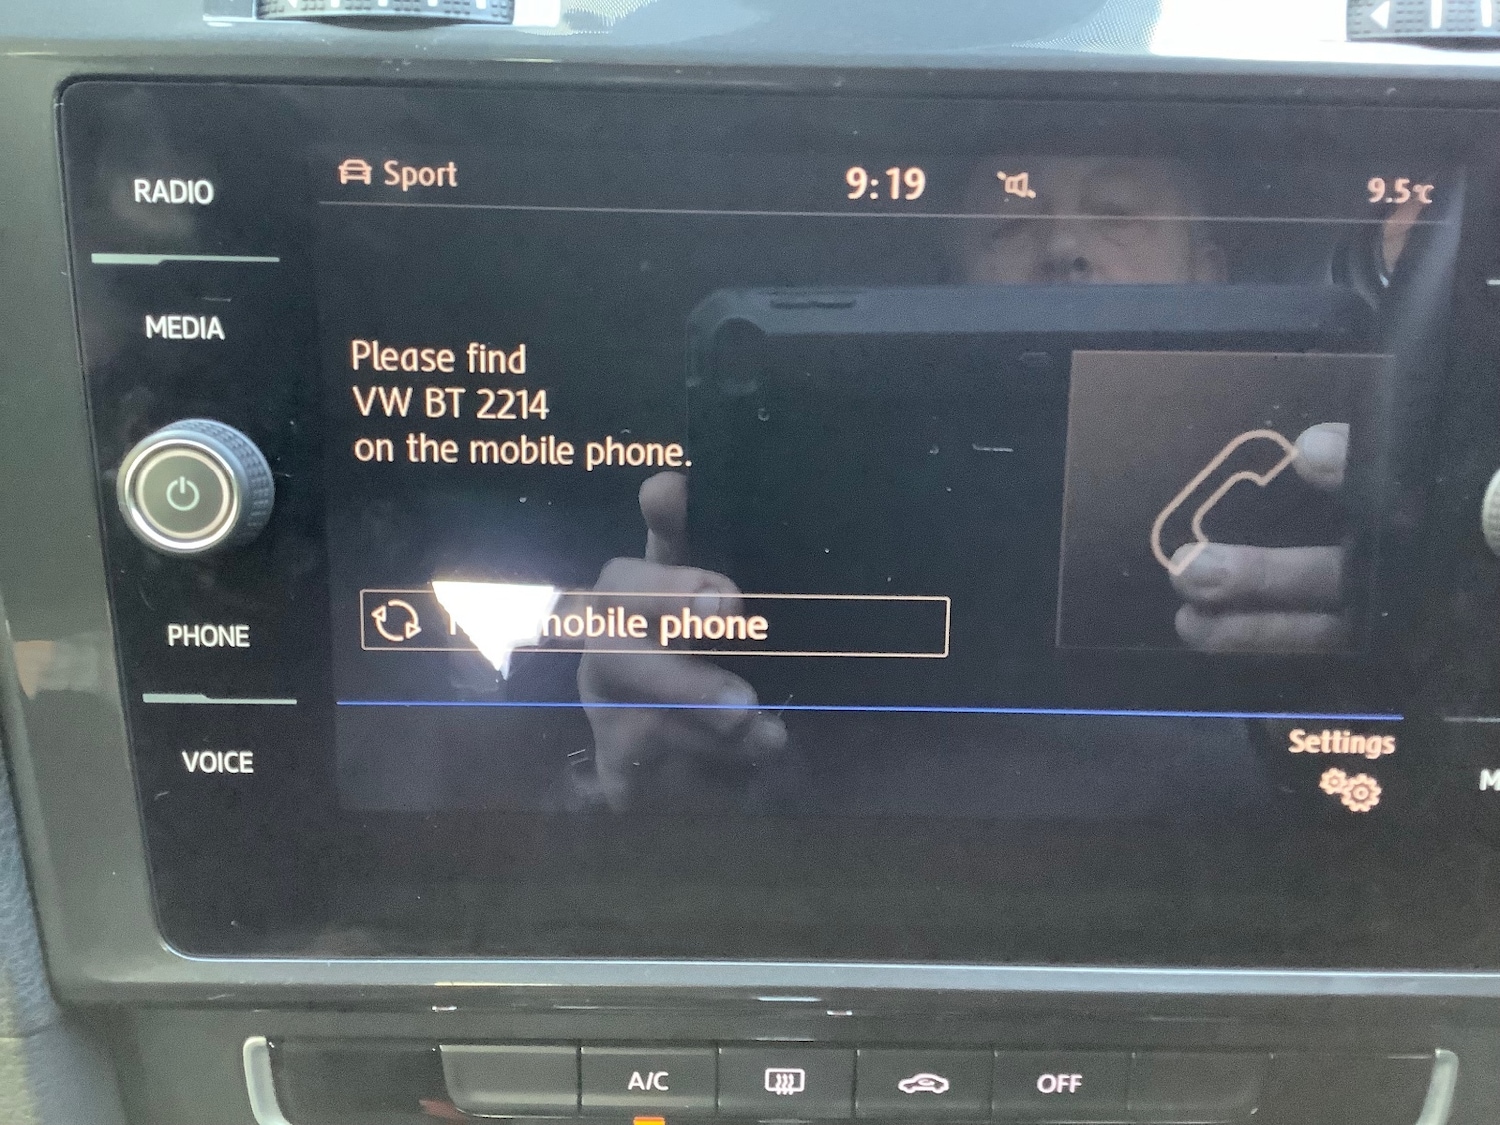 RADIO
Sport
9:19
9.5°C
MEDIA
Please find
VW BT 2214
on the mobile phone.
PHONE
mobile phone
VOICE
Settings
A/C
OFF